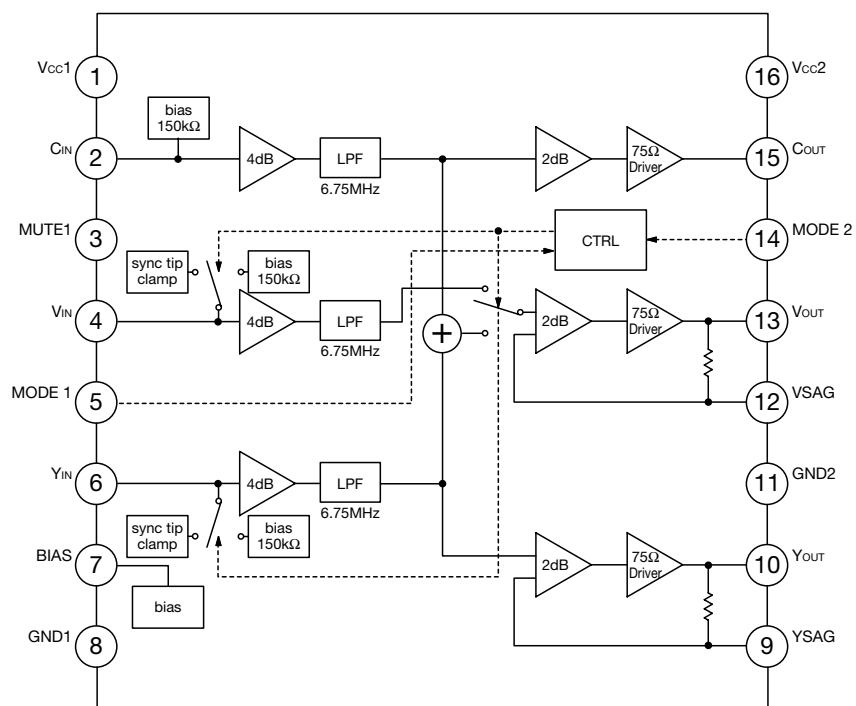 VCC1
1
16
VCC2
bias
150kΩ
CIN
2
4dB
LPF
6.75MHz
2dB
75Ω
Driver
15
COUT
MUTE1
3
CTRL
14
MODE 2
sync tip
clamp
bias
150kΩ
VIN
4
4dB
LPF
6.75MHz
+
2dB
75Ω
Driver
13
VOUT
MODE 1
5
12
VSAG
YIN
6
4dB
LPF
6.75MHz
11
GND2
sync tip
clamp
bias
150kΩ
BIAS
7
bias
2dB
75Ω
Driver
10
YOUT
GND1
8
9
YSAG